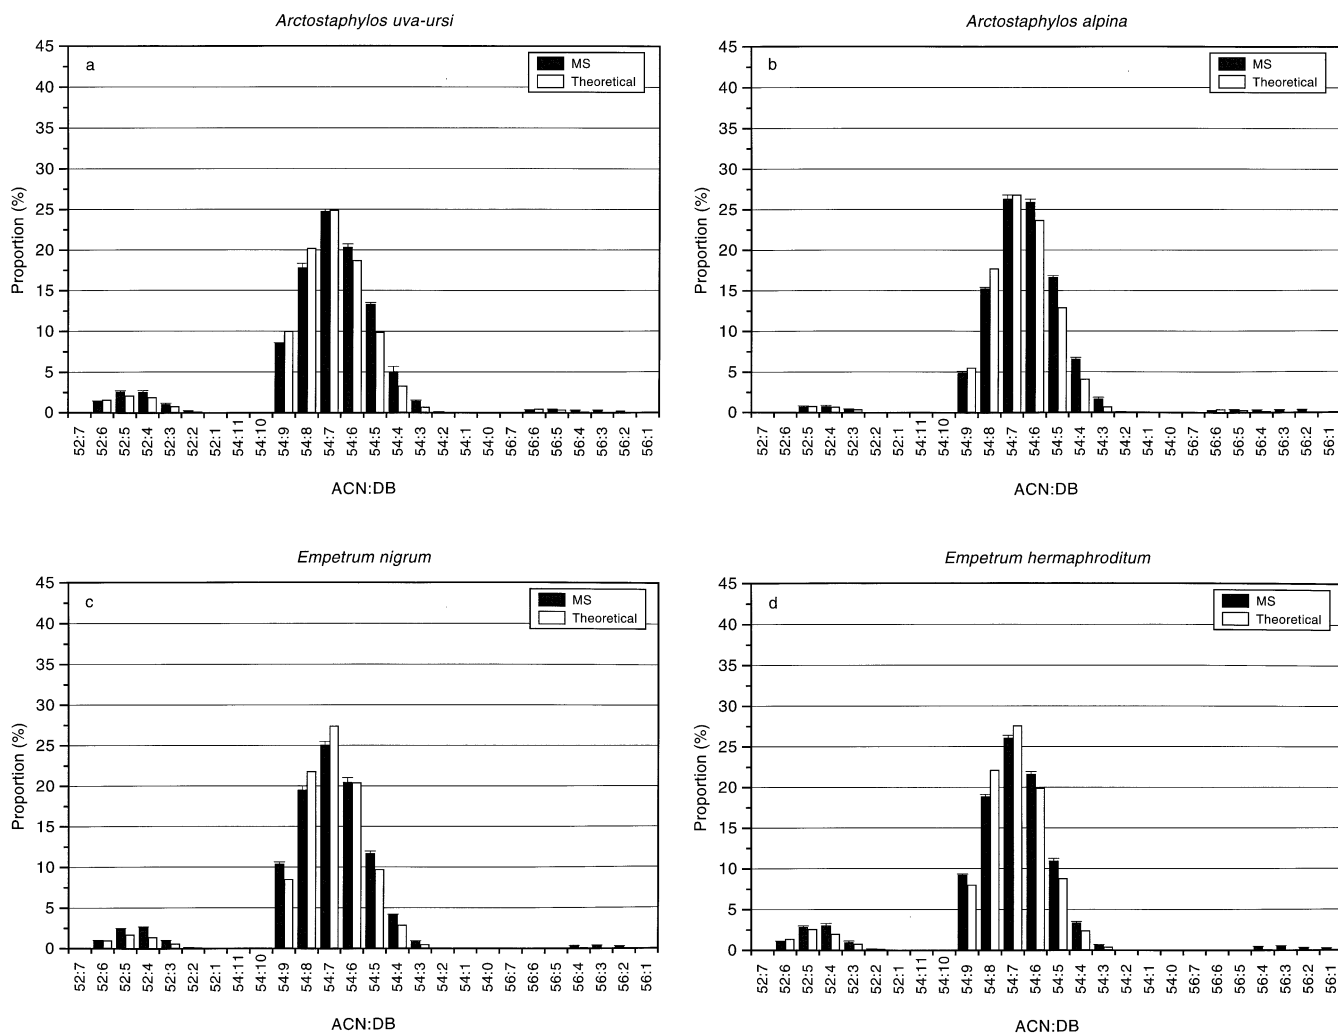 Arctostaphylos uva-ursi
a
MS
Theoretical
45
40
35
30
25
20
15
10
5
0
Proportion (%)
52:7 52:6 52:5 52:4 52:3 52:2 52:1 54:11 54:10 54:9 54:8 54:7 54:6 54:5 54:4 54:3 54:2 54:1 54:0 56:7 56:6 56:5 56:4 56:3 56:2 56:1
ACN:DB
Arctostaphylos alpina
b
MS
Theoretical
45
40
35
30
25
20
15
10
5
0
Proportion (%)
52:7 52:6 52:5 52:4 52:3 52:2 52:1 54:11 54:10 54:9 54:8 54:7 54:6 54:5 54:4 54:3 54:2 54:1 54:0 56:7 56:6 56:5 56:4 56:3 56:2 56:1
ACN:DB
Empetrum nigrum
c
MS
Theoretical
45
40
35
30
25
20
15
10
5
0
Proportion (%)
52:7 52:6 52:5 52:4 52:3 52:2 52:1 54:11 54:10 54:9 54:8 54:7 54:6 54:5 54:4 54:3 54:2 54:1 54:0 56:7 56:6 56:5 56:4 56:3 56:2 56:1
ACN:DB
Empetrum hermaphroditum
d
MS
Theoretical
45
40
35
30
25
20
15
10
5
0
Proportion (%)
52:7 52:6 52:5 52:4 52:3 52:2 52:1 54:11 54:10 54:9 54:8 54:7 54:6 54:5 54:4 54:3 54:2 54:1 54:0 56:7 56:6 56:5 56:4 56:3 56:2 56:1
ACN:DB